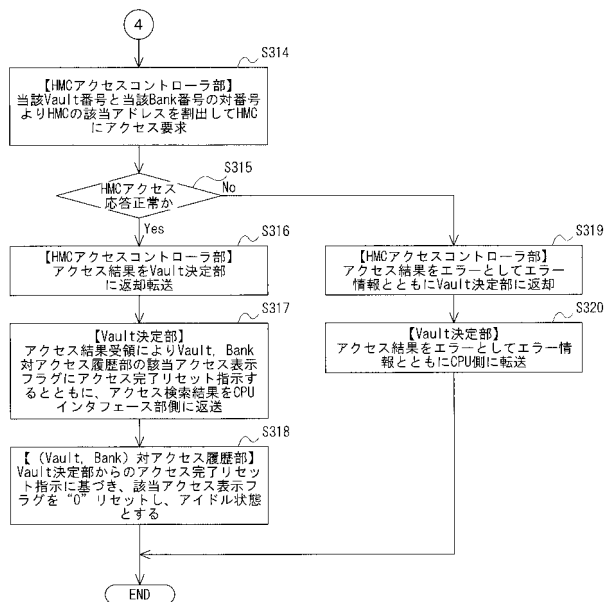 4
S314
【HMCアクセスコントローラ部】
当該Vault番号と当該Bank番号の対番号
よりHMCの該当アドレスを割出してHMC
にアクセス要求
S315
HMCアクセス
応答正常か
No
Yes
S316
【HMCアクセスコントローラ部】
アクセス結果をVault決定部
に返却転送
S319
【HMCアクセスコントローラ部】
アクセス結果をエラーとしてエラー
情報とともにVault決定部に返却
S317
【Vault決定部】
アクセス結果受領によりVault, Bank
対アクセス履歴部の該当アクセス表示
フラグにアクセス完了リセット指示す
るとともに、アクセス検索結果をCPU
インタフェース部側に返送
S320
【Vault決定部】
アクセス結果をエラーとしてエラー情
報とともにCPU側に転送
S318
【（Vault, Bank）対アクセス履歴部】
Vault決定部からのアクセス完了リセッ
ト指示に基づき、該当アクセス表示フ
ラグを“0”リセットし、アイドル状態
とする
END